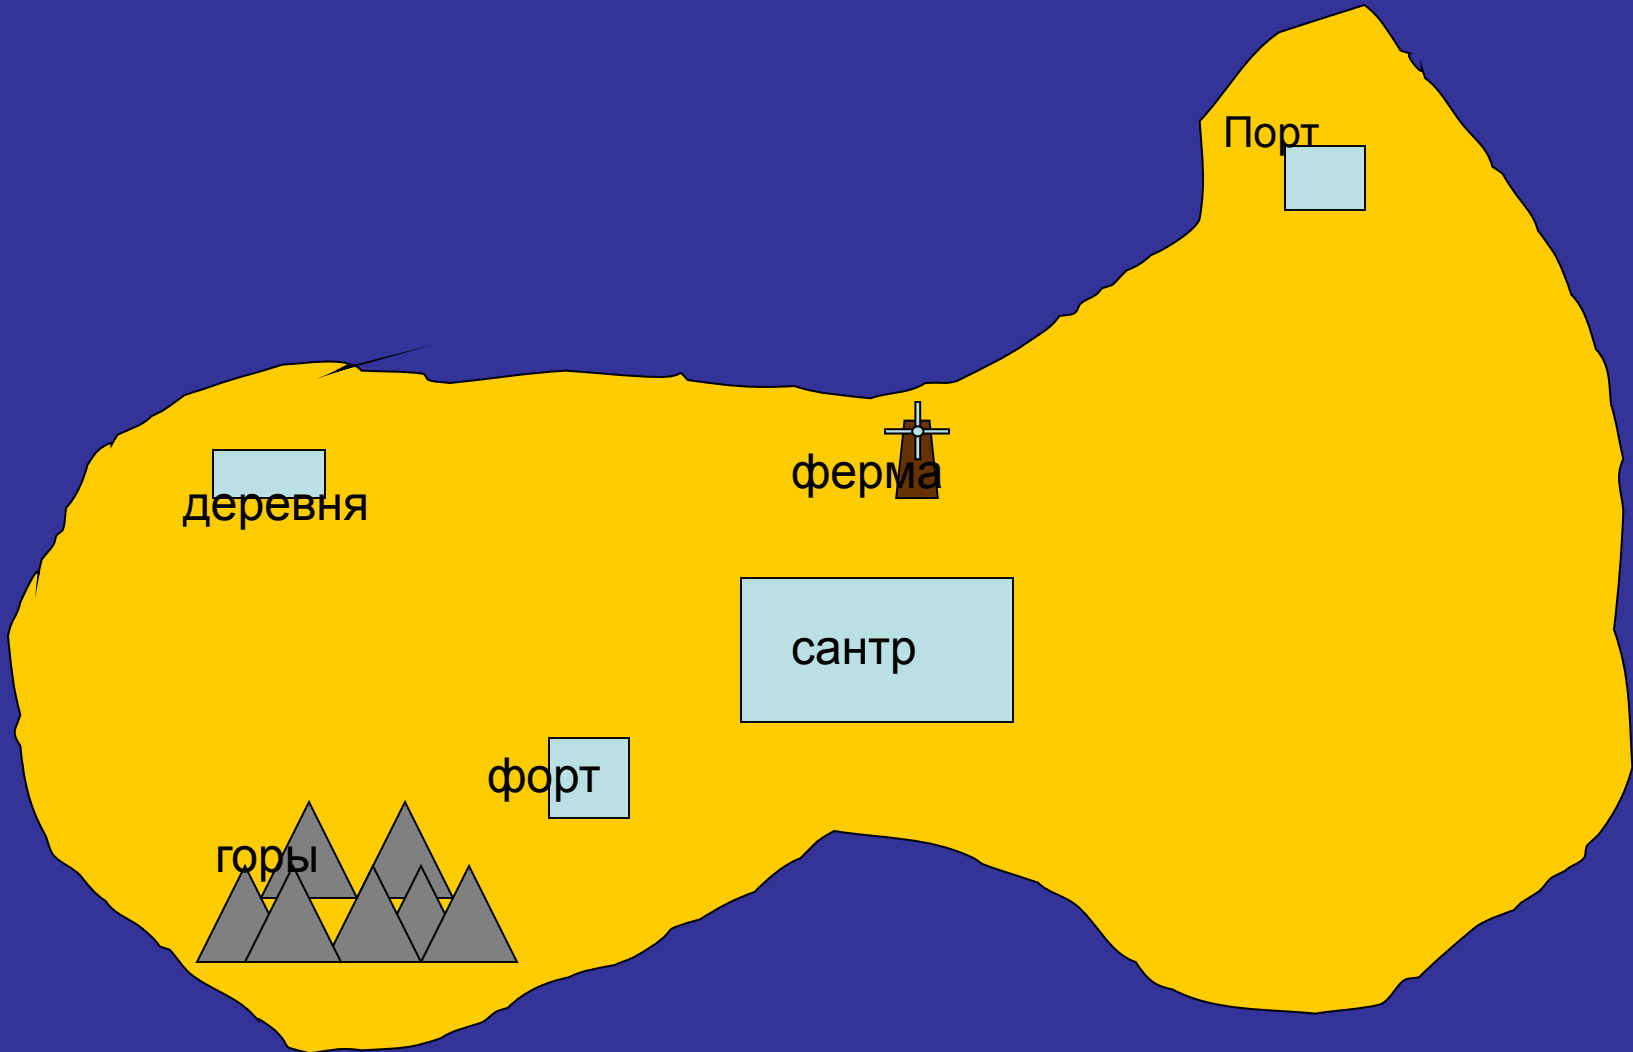 Порт
ферма
деревня
сантр
форт
горы